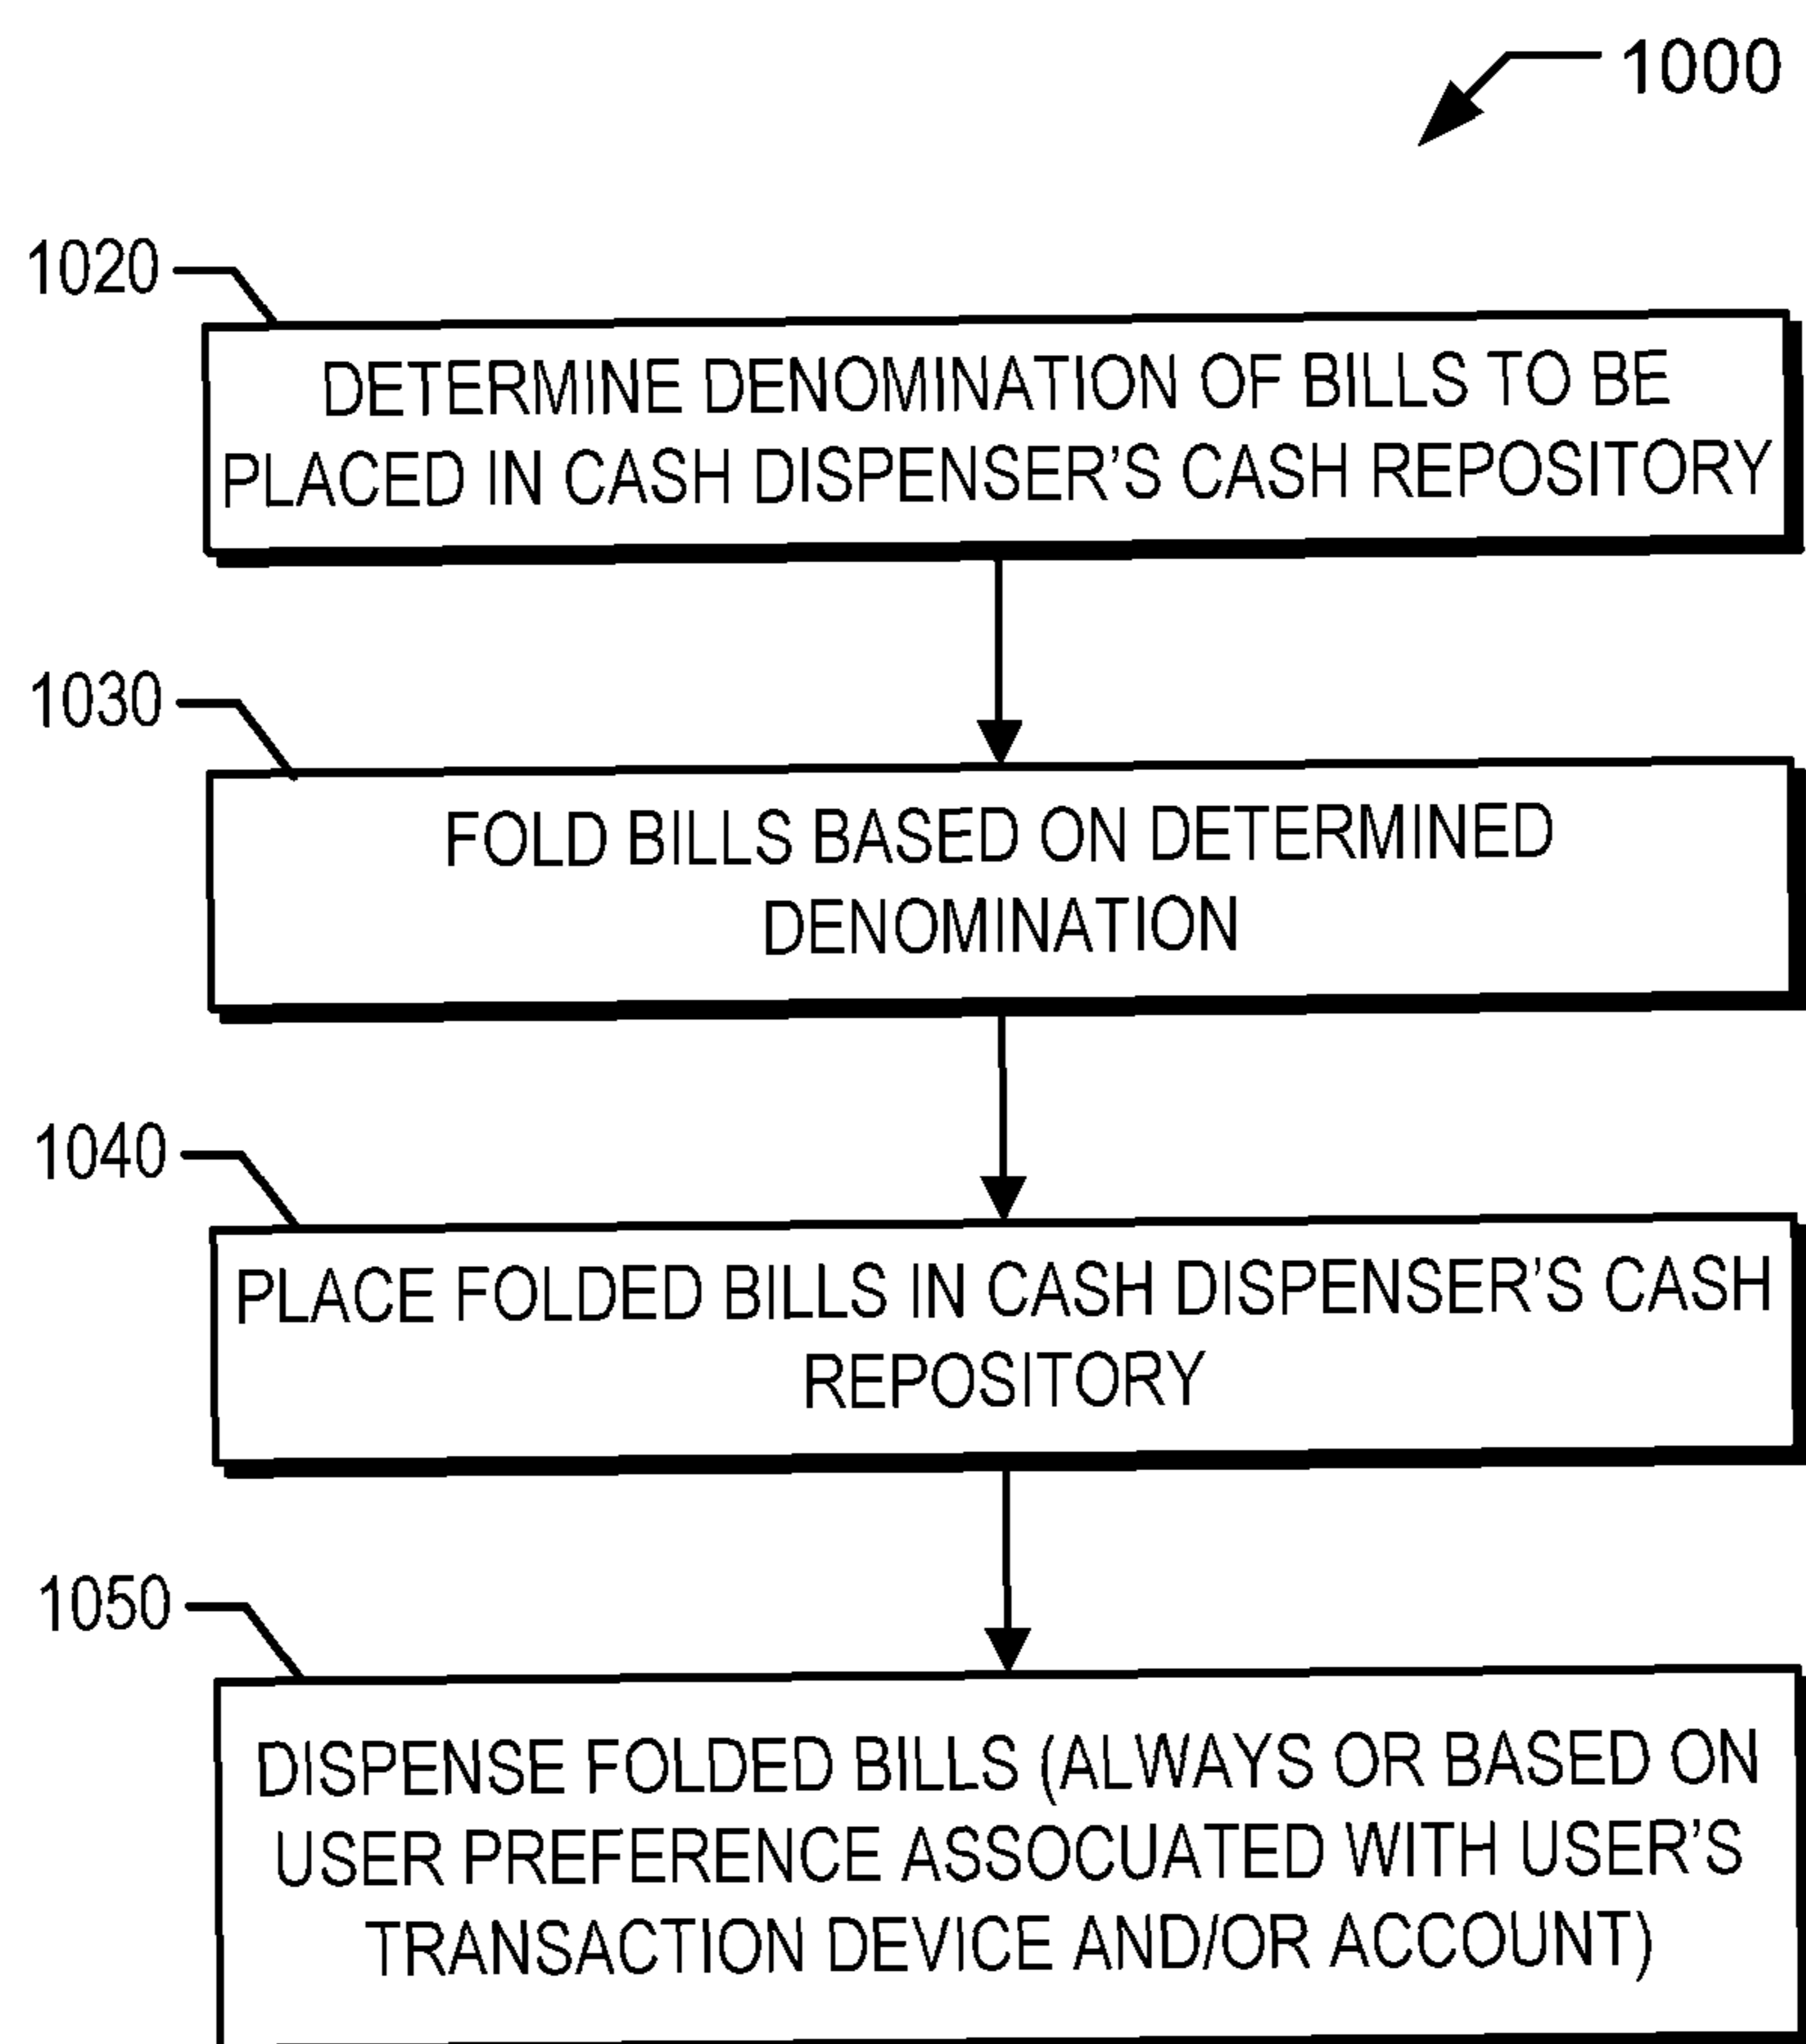 1000
1020
DETERMINE DENOMINATION OF BILLS TO BE
PLACED IN CASH DISPENSER'S CASH REPOSITORY
1030
FOLD BILLS BASED ON DETERMINED
DENOMINATION
1040
PLACE FOLDED BILLS IN CASH DISPENSER'S CASH
REPOSITORY
1050
DISPENSE FOLDED BILLS (ALWAYS OR BASED ON
USER PREFERENCE ASSOCUATED WITH USER'S
TRANSACTION DEVICE AND/OR ACCOUNT)